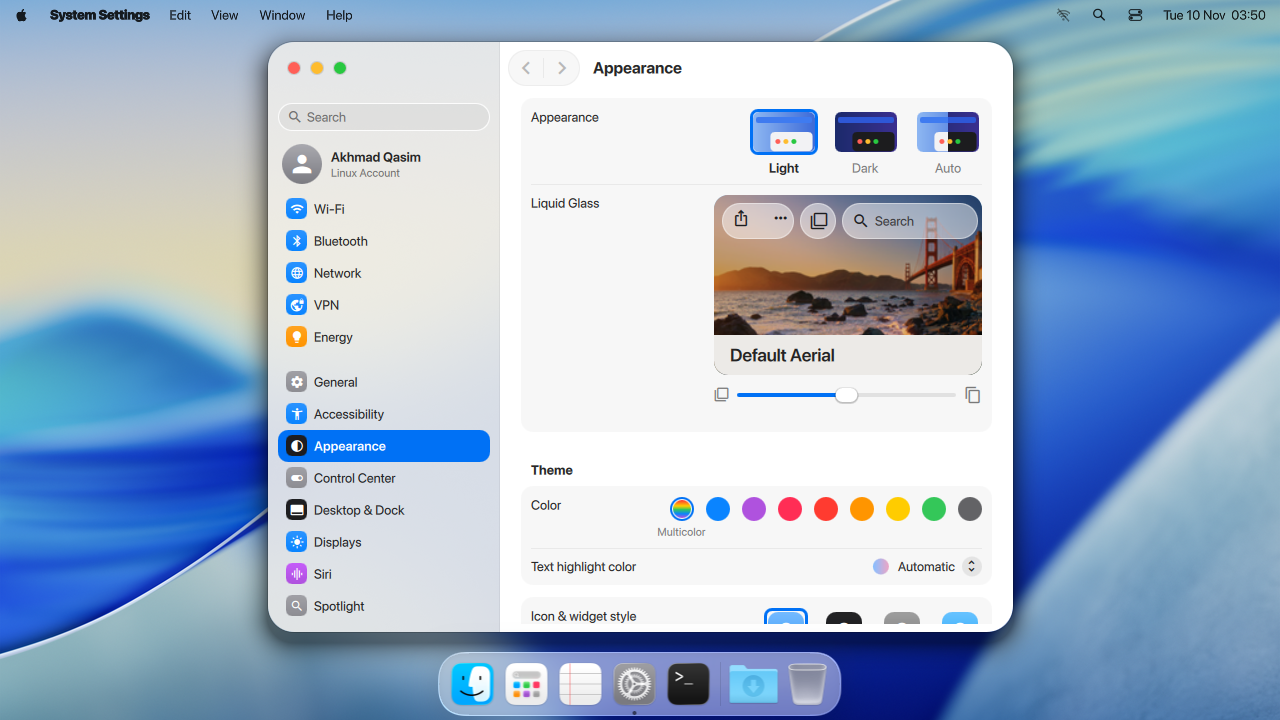 System Settings Edit View Window Help Tue 10 Nov 03:50
Appearance
Search
Akhmad Qasim
Linux Account
Wi-Fi
Bluetooth
Network
VPN
Energy
General
Accessibility
Appearance
Control Center
Desktop & Dock
Displays
Siri
Spotlight
Appearance
Light Dark Auto
Liquid Glass
Search
Default Aerial
Theme
Color
Multicolor
Text highlight color Automatic
Icon & widget style
>_